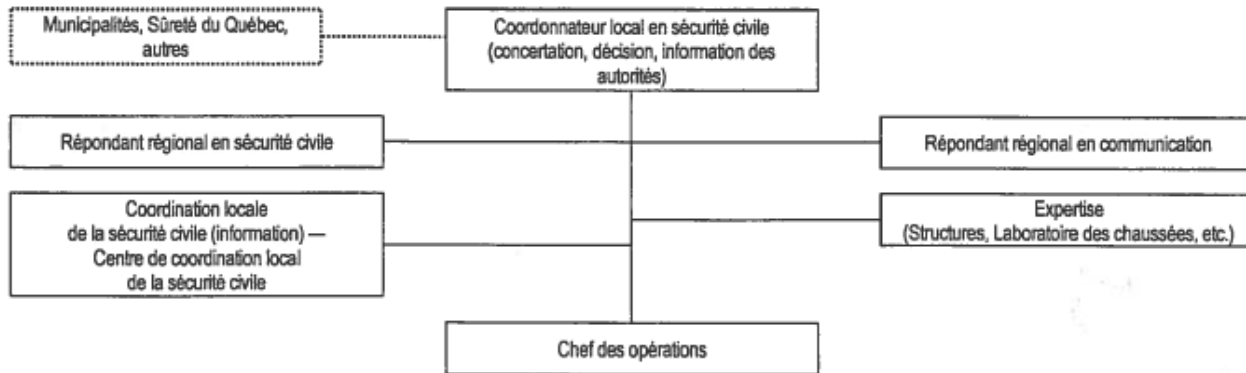 Municipalités, Sûreté du Québec,
autres
Coordonnateur local en sécurité civile
(concertation, décision, information des
autorités)
Répondant régional en sécurité civile
Répondant régional en communication
Coordination locale
de la sécurité civile (information) —
Centre de coordination local
de la sécurité civile
Expertise
(Structures, Laboratoire des chaussées, etc.)
Chef des opérations